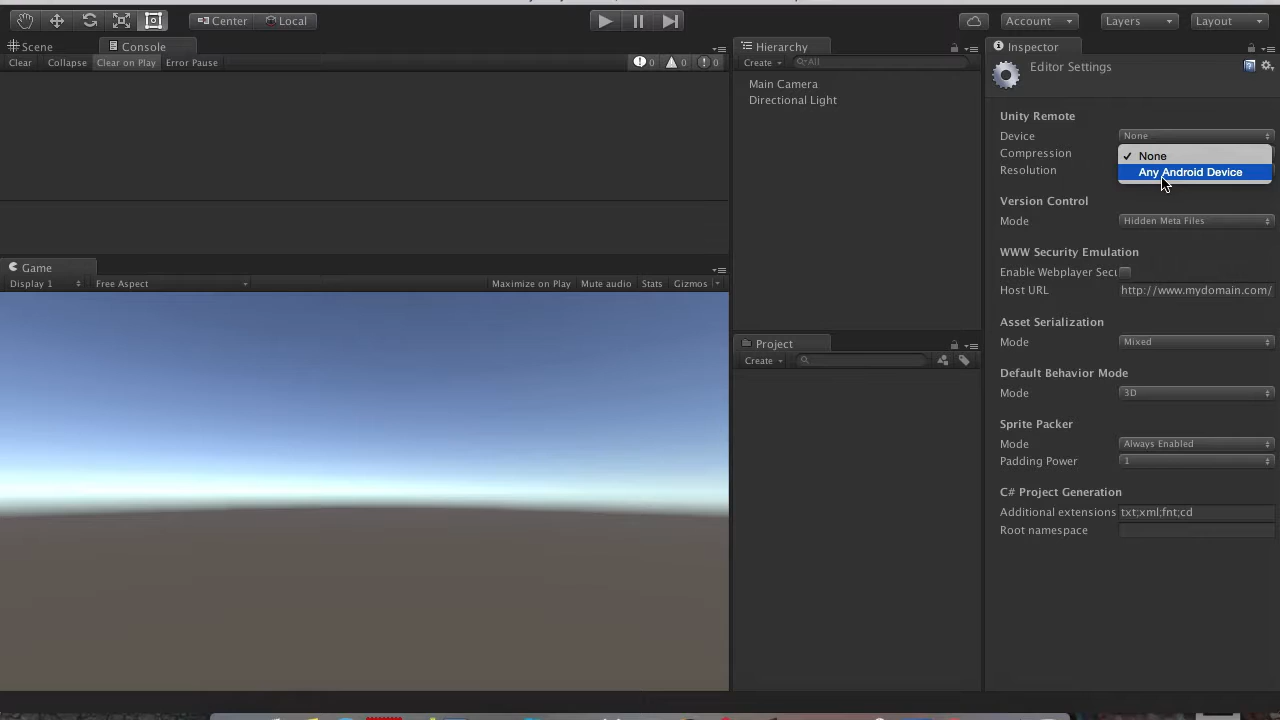 Center
Local
Account
Layers
Layout
Scene
Console
Clear
Collapse
Clear on Play
Error Pause
0
0
0
Game
Display 1
Free Aspect
Maximize on Play
Mute audio
Stats
Gizmos
Hierarchy
Create
All
Main Camera
Directional Light
Project
Create
Inspector
Editor Settings
Unity Remote
Device
None
Compression
None
Resolution
Any Android Device
Version Control
Mode
Hidden Meta Files
WWW Security Emulation
Enable Webplayer Secu
Host URL
http://www.mydomain.com/
Asset Serialization
Mode
Mixed
Default Behavior Mode
Mode
3D
Sprite Packer
Mode
Always Enabled
Padding Power
1
C# Project Generation
Additional extensions
txt;xml;fnt;cd
Root namespace